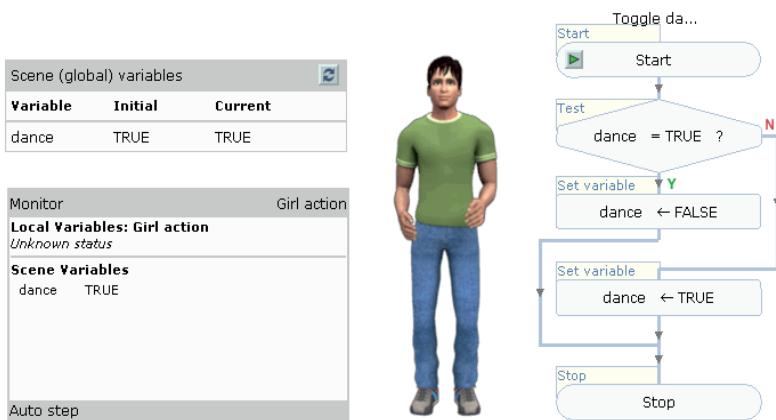 Scene (global) variables
Variable Initial Current
dance TRUE TRUE
Monitor Girl action
Local Variables: Girl action
Unknown status
Scene Variables
dance TRUE
Auto step
Toggle da...
Start
Start
Test
dance = TRUE ?
N
Y
Set variable
dance ← FALSE
Set variable
dance ← TRUE
Stop
Stop